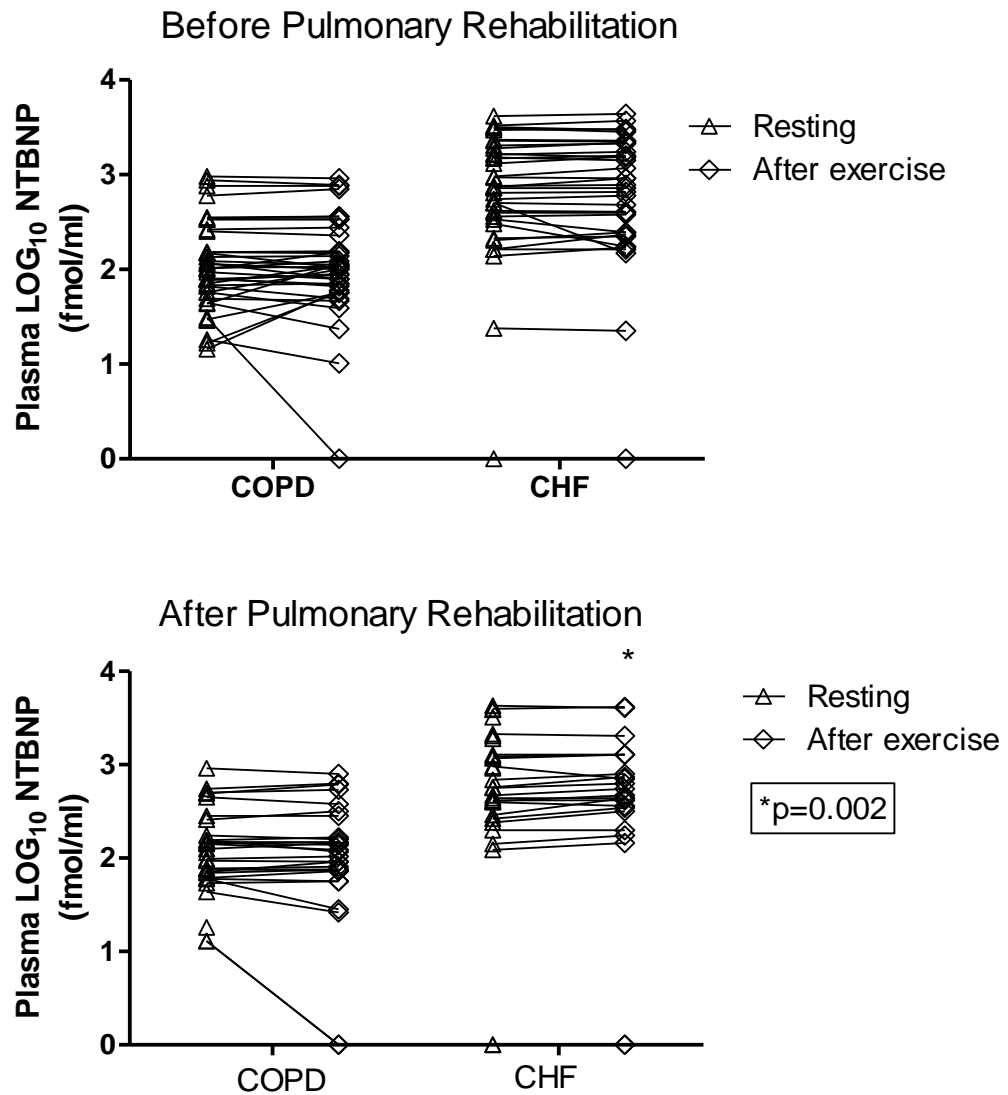 Before Pulmonary Rehabilitation
Plasma LOG₁₀ NTBNP
(fmol/ml)
4
3
2
1
0
COPD
CHF
Resting
After exercise
After Pulmonary Rehabilitation
Plasma LOG₁₀ NTBNP
(fmol/ml)
4
3
2
1
0
COPD
CHF
*
Resting
After exercise
*p=0.002